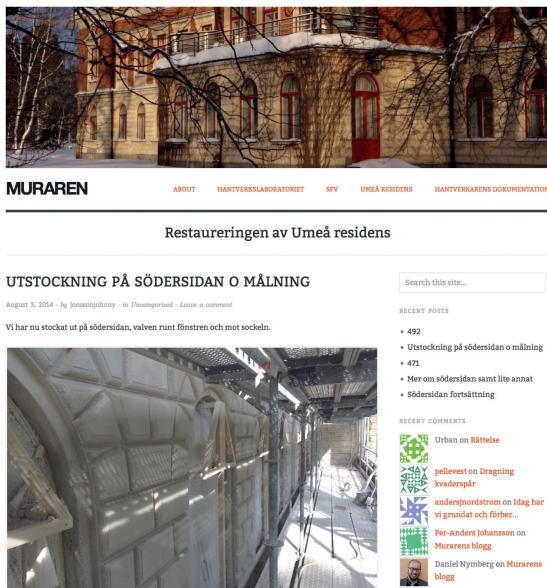 MURAREN
ABOUT HANTVERKSLABORATORIET SFV UMEÅ RESIDENS HANTVERKARENS DOKUMENTATION
Restaureringen av Umeå residens
UTSTOCKNING PÅ SÖDERSIDAN O MÅLNING
August 3, 2014 · by janssonjohnny · in Uncategorized · Leave a comment
Vi har nu stockat ut på södersidan, valven runt fönstren och mot sockeln.
Search this site...
RECENT POSTS
492
Utstockning på södersidan o målning
471
Mer om södersidan samt lite annat
Södersidan fortsättning
RECENT COMMENTS
Urban on Rättelse
pellevest on Dragning
kvaderspår
andersjnordstrom on Idag har
vi grundat och förber…
Per-Anders Johansson on
Murarens blogg
Daniel Nymberg on Murarens
blogg